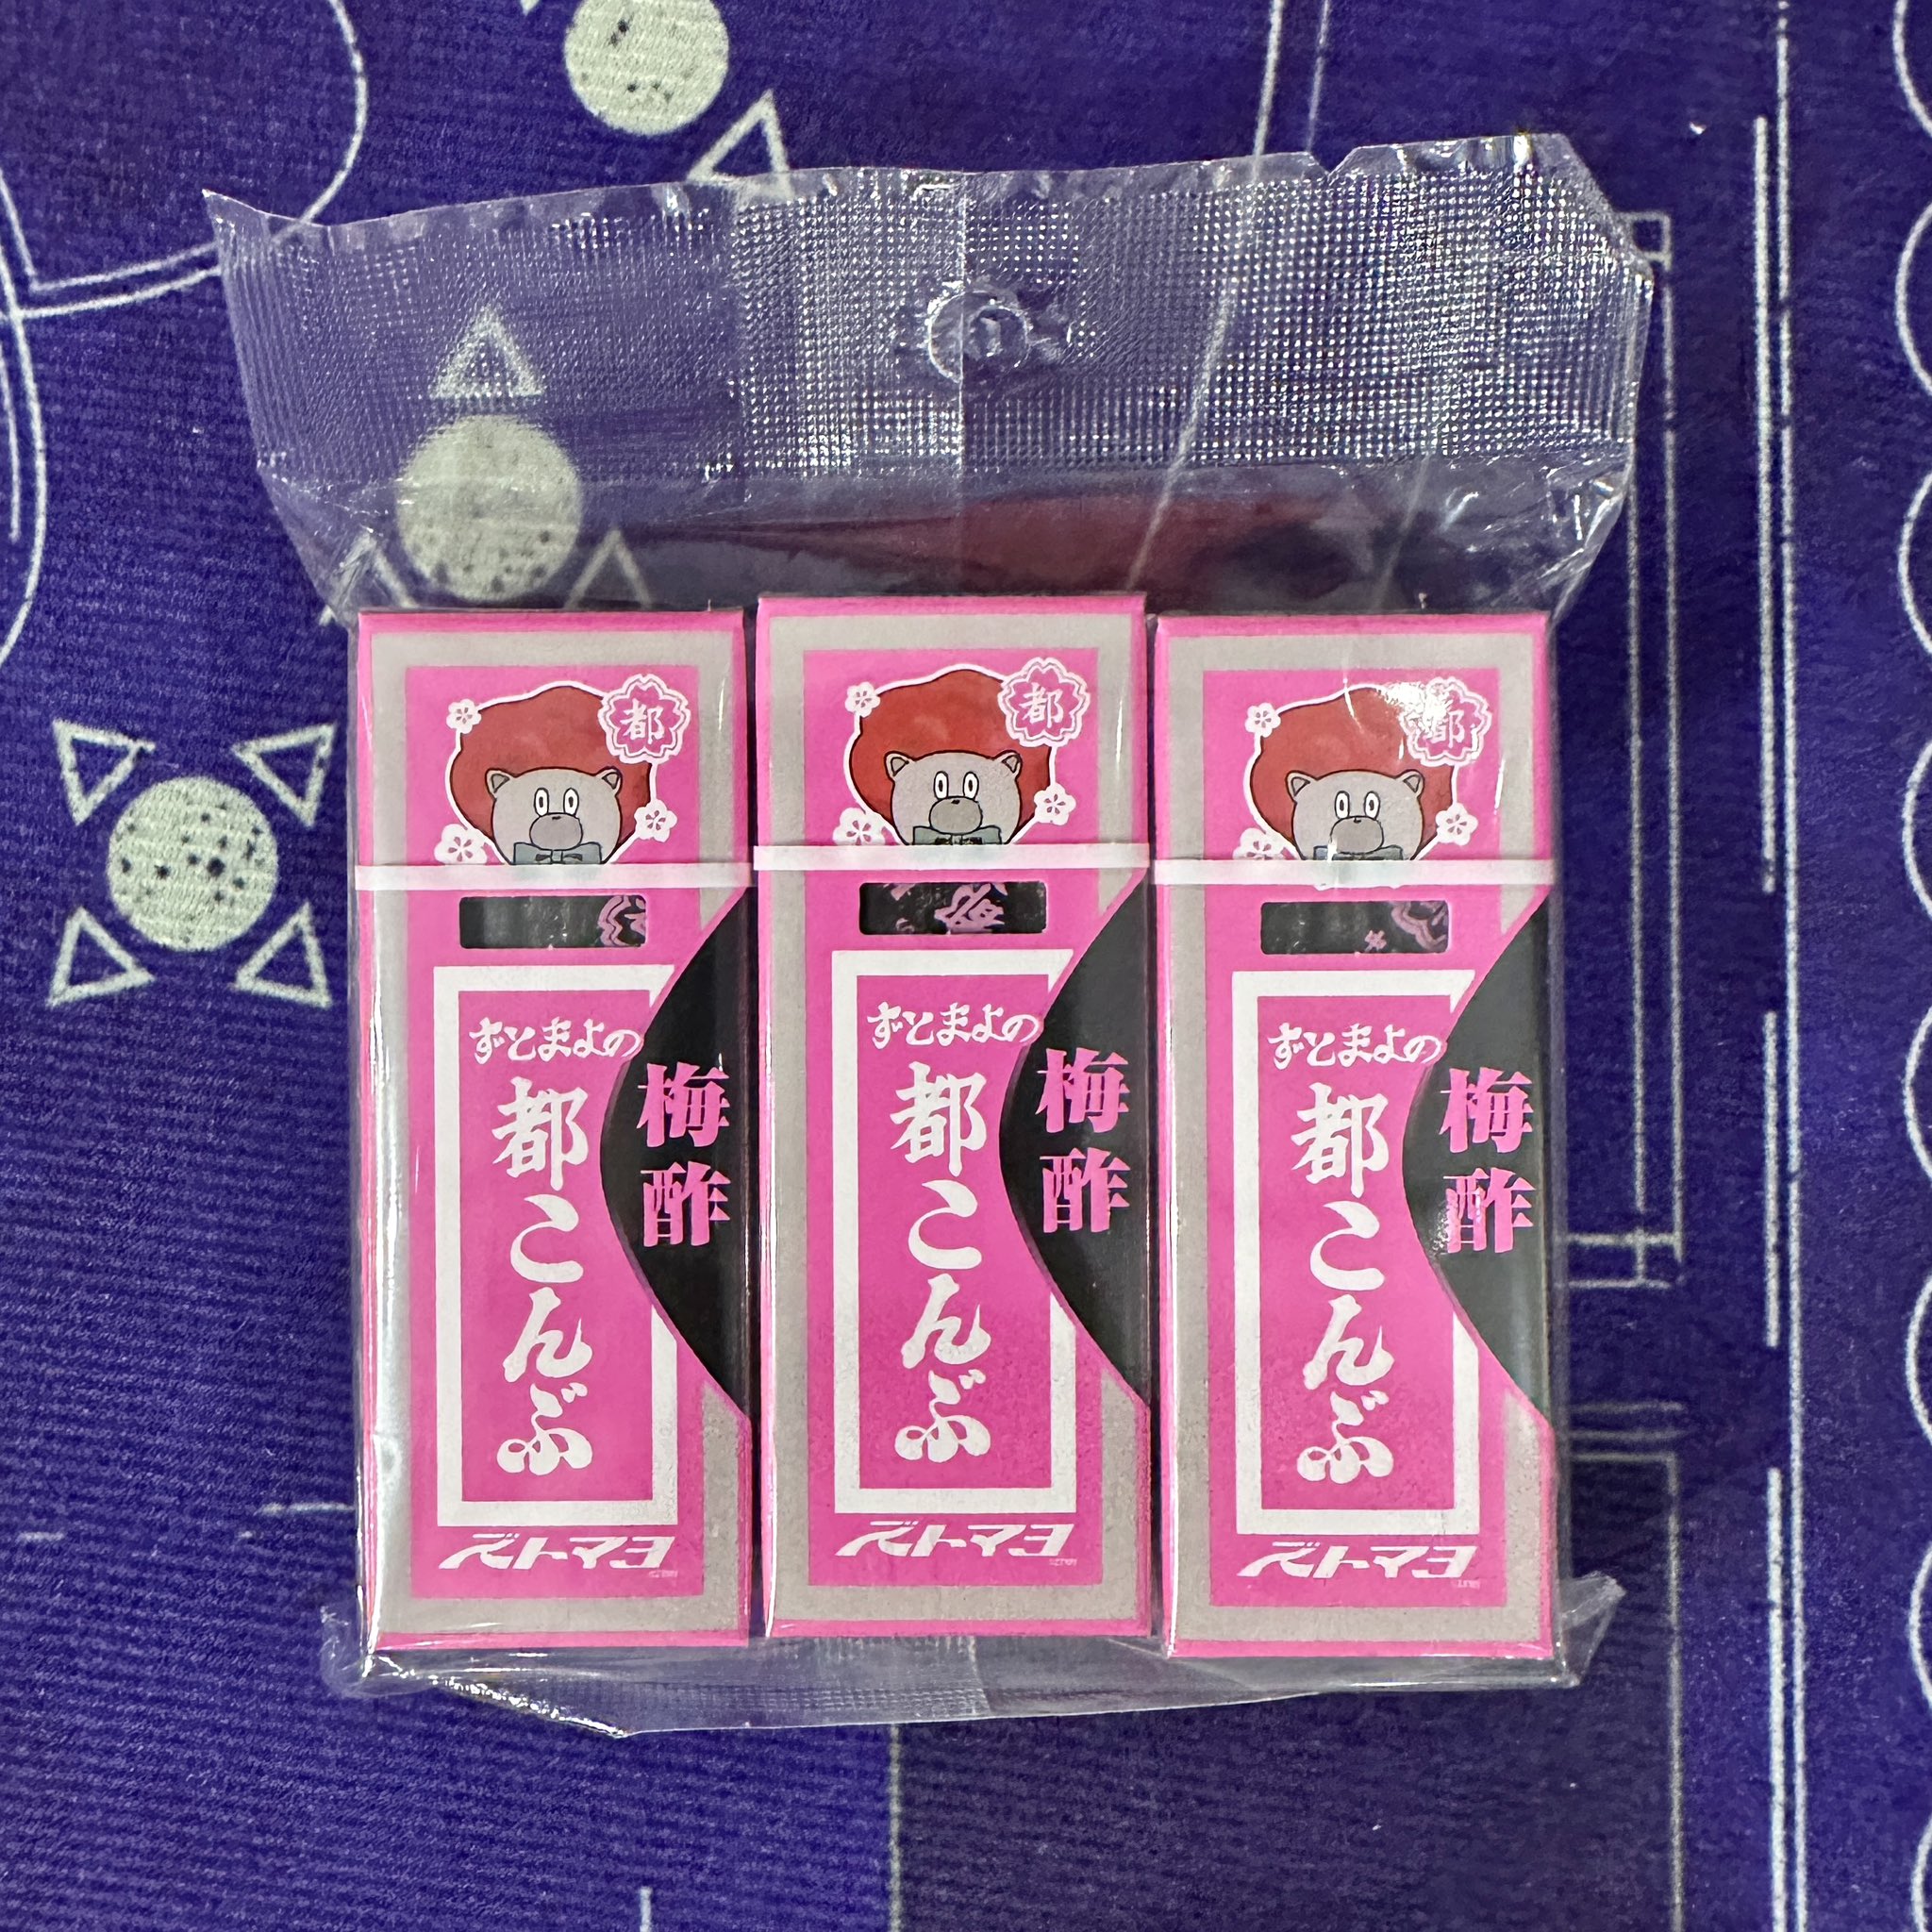 都
ずとまよの
都こんぶ
梅酢
ズトマヨ
都
ずとまよの
都こんぶ
梅酢
ズトマヨ
都
ずとまよの
都こんぶ
梅酢
ズトマヨ